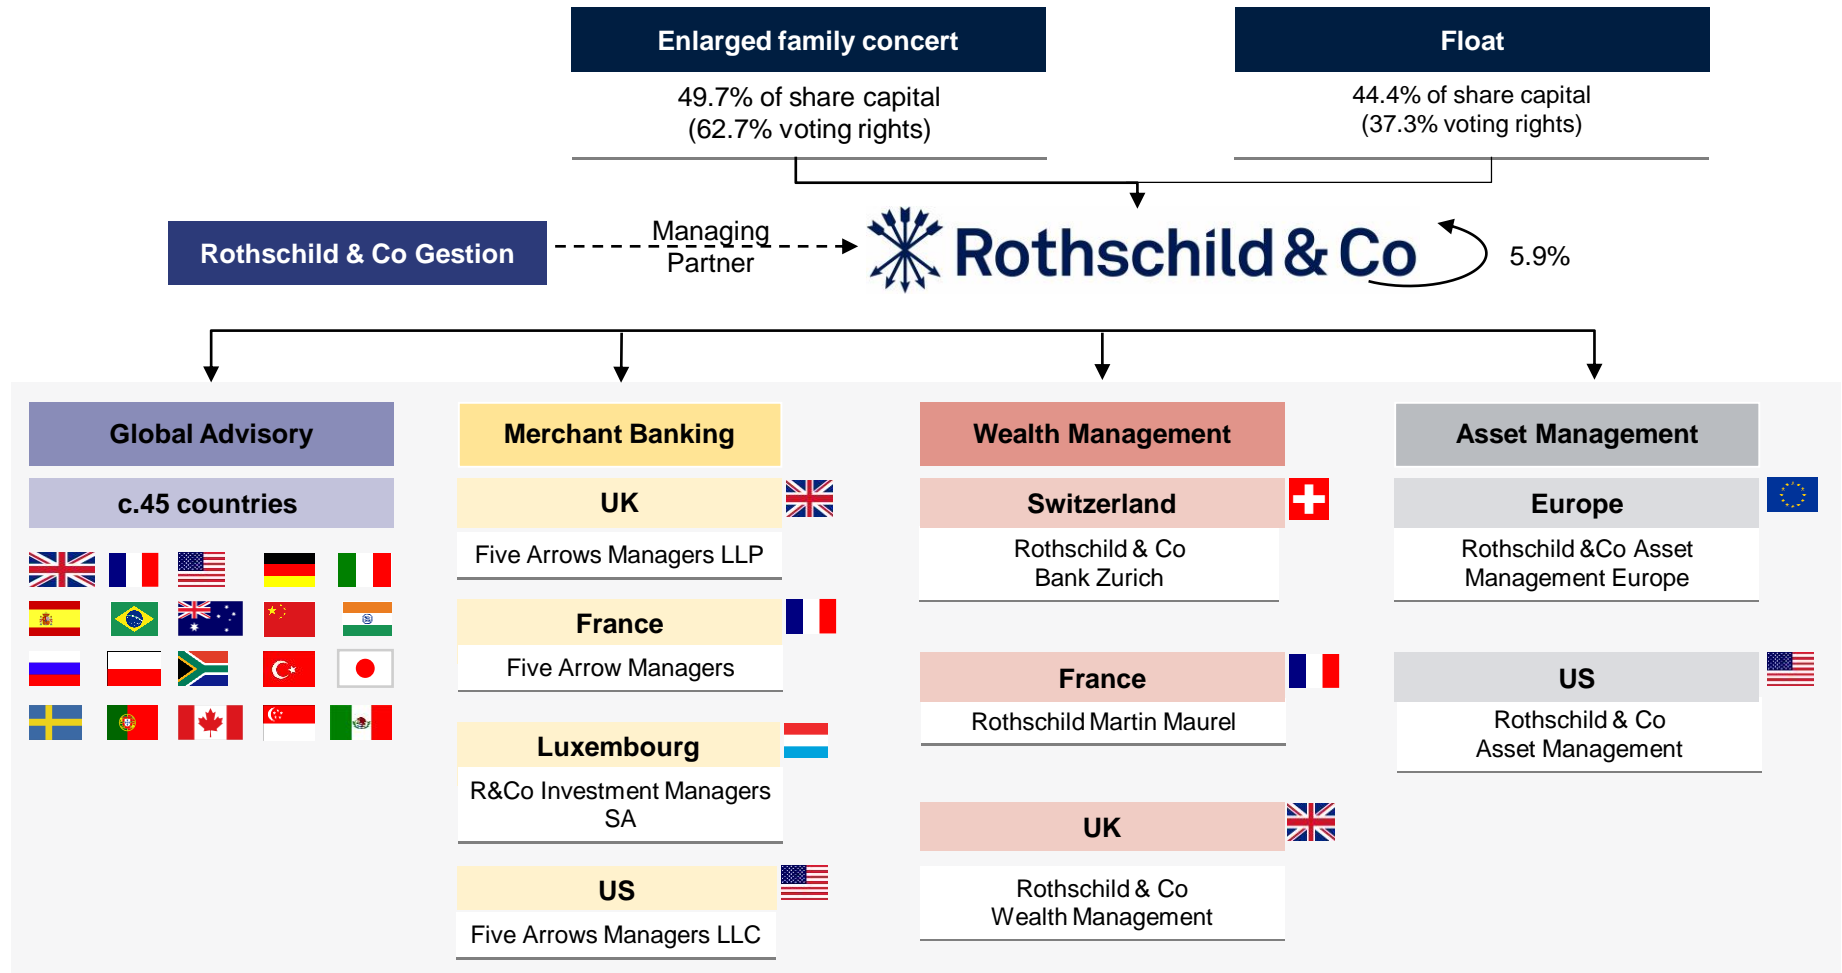 Enlarged family concert
Float
49.7% of share capital
(62.7% voting rights)
44.4% of share capital
(37.3% voting rights)
Rothschild & Co Gestion
Managing
Partner
Rothschild & Co
5.9%
Global Advisory
c.45 countries
Merchant Banking
UK
Five Arrows Managers LLP
France
Five Arrow Managers
Luxembourg
R&Co Investment Managers
SA
US
Five Arrows Managers LLC
Wealth Management
Switzerland
Rothschild & Co
Bank Zurich
France
Rothschild Martin Maurel
UK
Rothschild & Co
Wealth Management
Asset Management
Europe
Rothschild &Co Asset
Management Europe
US
Rothschild & Co
Asset Management